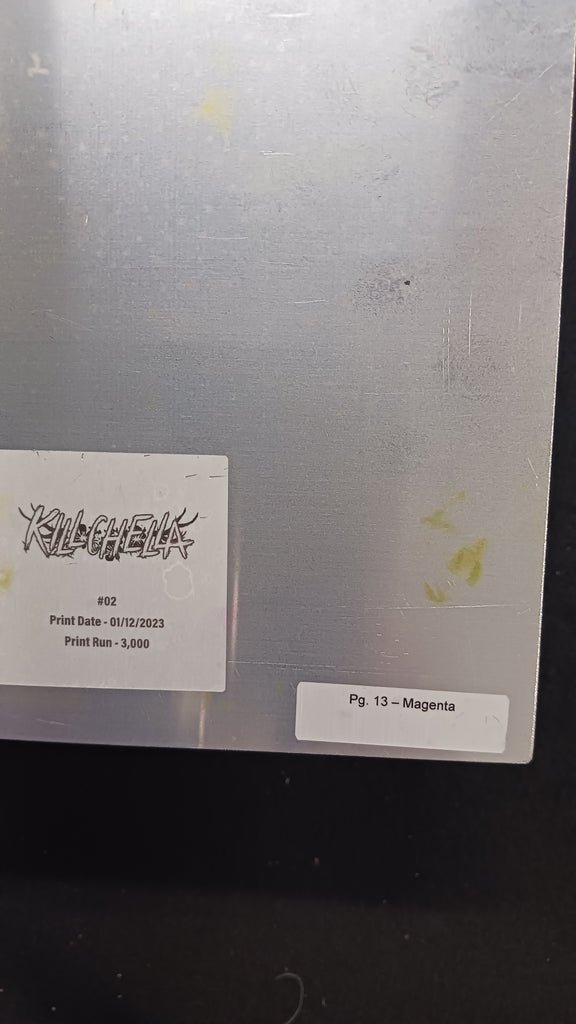 KILLCHELLA
#02
Print Date - 01/12/2023
Print Run - 3,000
Pg. 13 – Magenta